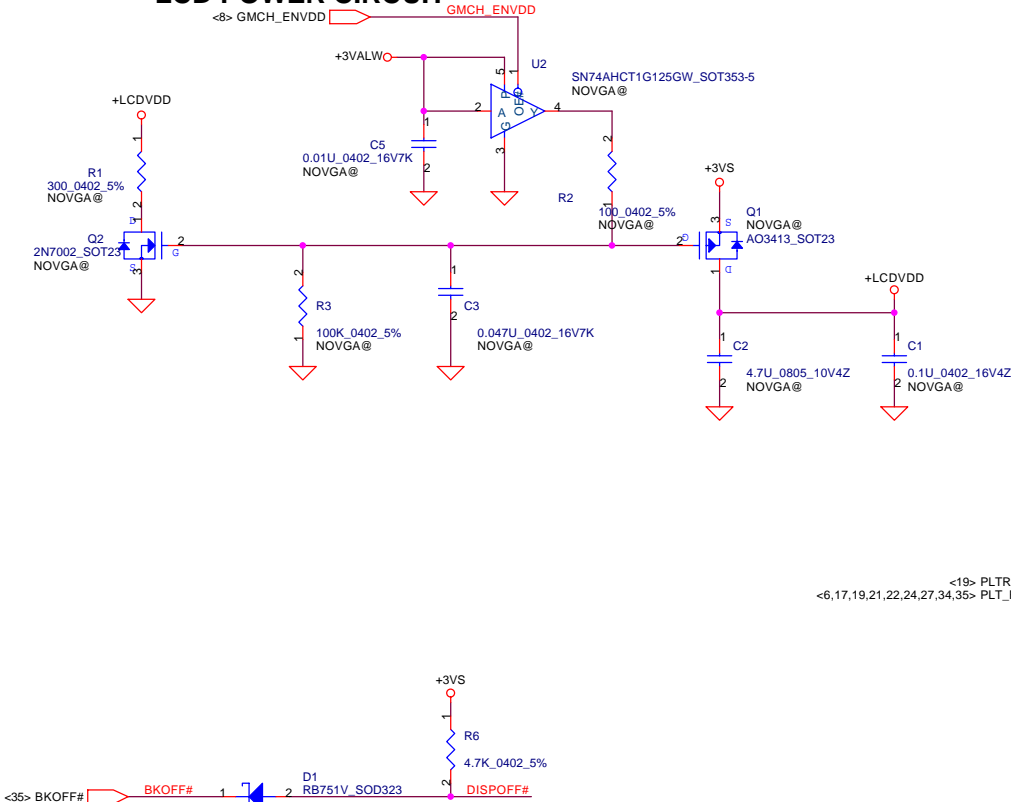 <8> GMCH_ENVDD
GMCH_ENVDD
+3VALW
5
1
U2
SN74AHCT1G125GW_SOT353-5
NOVGA@
P
OE#
2
A
Y
4
G
3
+LCDVDD
1
R1
300_0402_5%
NOVGA@
2
1
C5
0.01U_0402_16V7K
NOVGA@
2
2
R2
1
100_0402_5%
NOVGA@
+3VS
1
D
Q2
2N7002_SOT23
NOVGA@
2
G
S
3
3
S
Q1
NOVGA@
AO3413_SOT23
2
G
1
D
2
R3
100K_0402_5%
NOVGA@
1
1
C3
2
0.047U_0402_16V7K
NOVGA@
+LCDVDD
1
C2
4.7U_0805_10V4Z
NOVGA@
2
1
C1
0.1U_0402_16V4Z
NOVGA@
2
<19> PLTR
<6,17,19,21,22,24,27,34,35> PLT_
+3VS
1
R6
4.7K_0402_5%
2
<35> BKOFF#
BKOFF#
1
D1
RB751V_SOD323
2
DISPOFF#